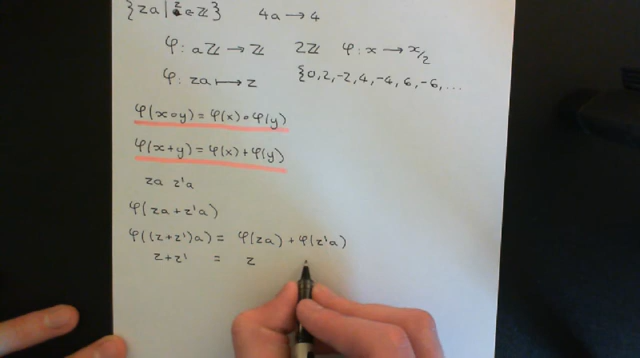 {za | z ∈ ℤ} 4a → 4
φ: aℤ → ℤ 2ℤ φ: x → x/2
φ: za ↦ z {0, 2, -2, 4, -4, 6, -6, ...
φ(x∘y) = φ(x) ∘ φ(y)
φ(x+y) = φ(x) + φ(y)
za z'a
φ(za + z'a)
φ((z+z')a) = φ(za) + φ(z'a)
z+z' = z